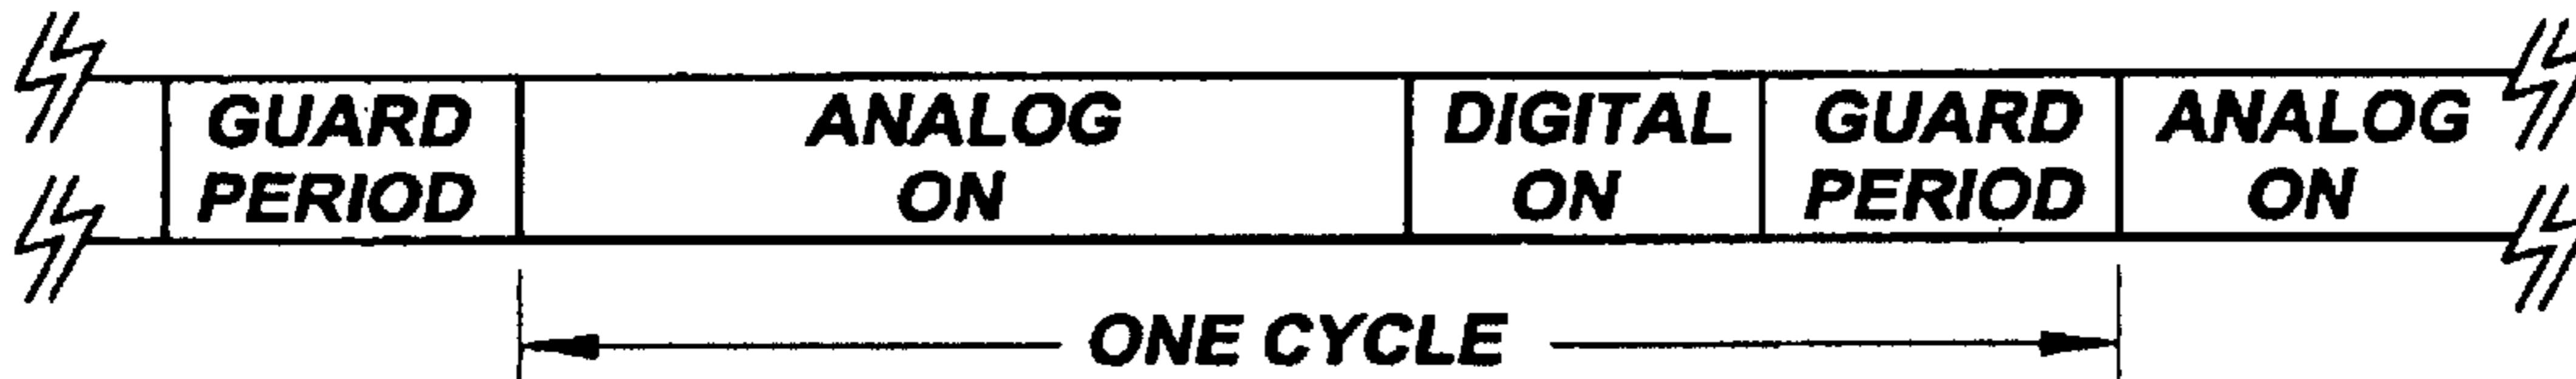 GUARD PERIOD
ANALOG ON
DIGITAL ON
GUARD PERIOD
ANALOG ON
ONE CYCLE